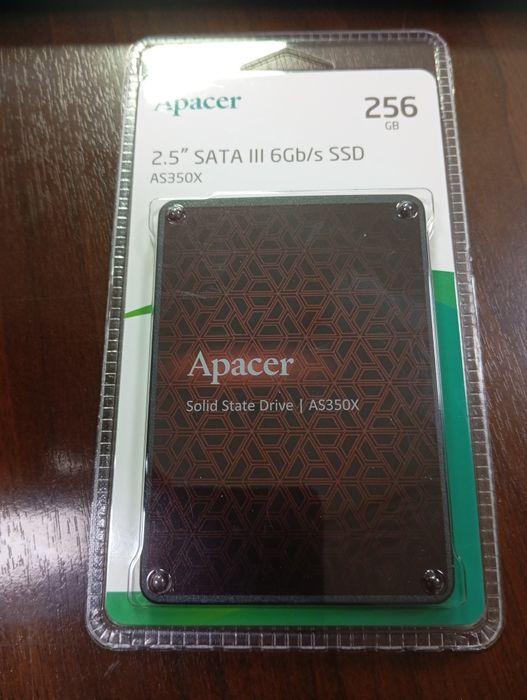 Apacer
256
GB
2.5" SATA III 6Gb/s SSD
AS350X
Apacer
Solid State Drive | AS350X